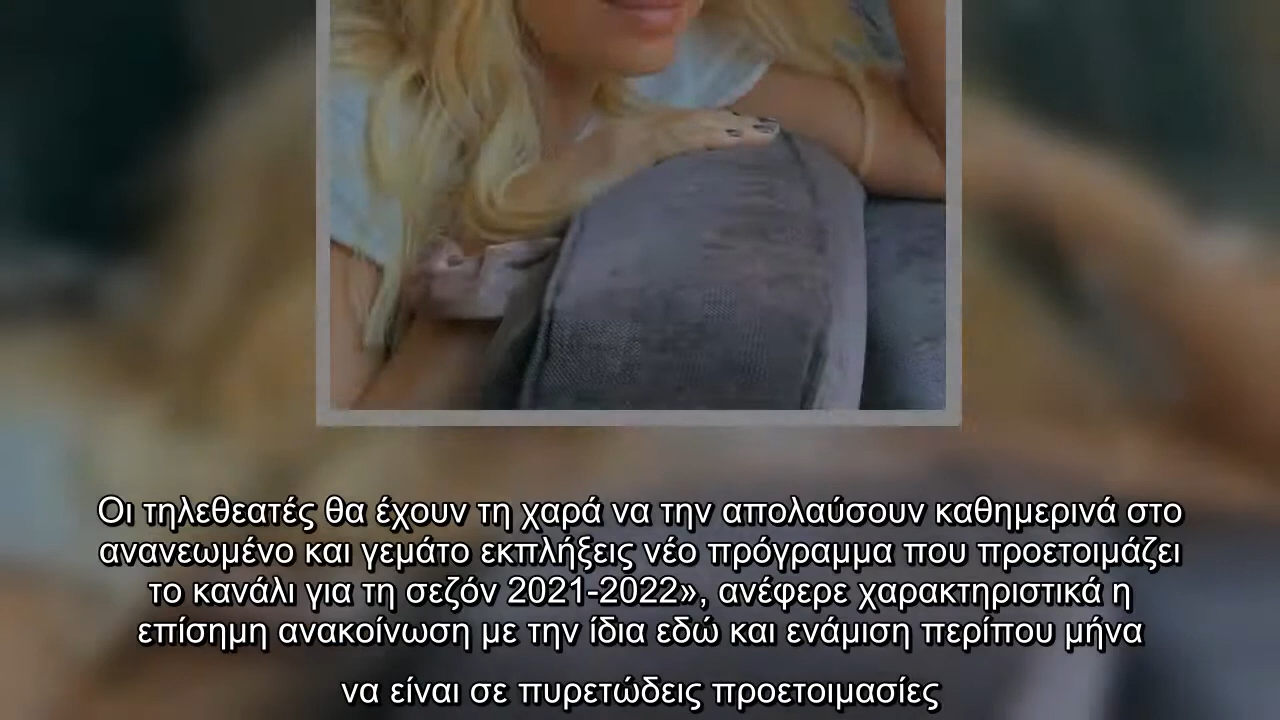 Οι τηλεθεατές θα έχουν τη χαρά να την απολαύσουν καθημερινά στο
ανανεωμένο και γεμάτο εκπλήξεις νέο πρόγραμμα που προετοιμάζει
το κανάλι για τη σεζόν 2021-2022», ανέφερε χαρακτηριστικά η
επίσημη ανακοίνωση με την ίδια εδώ και ενάμιση περίπου μήνα
να είναι σε πυρετώδεις προετοιμασίες